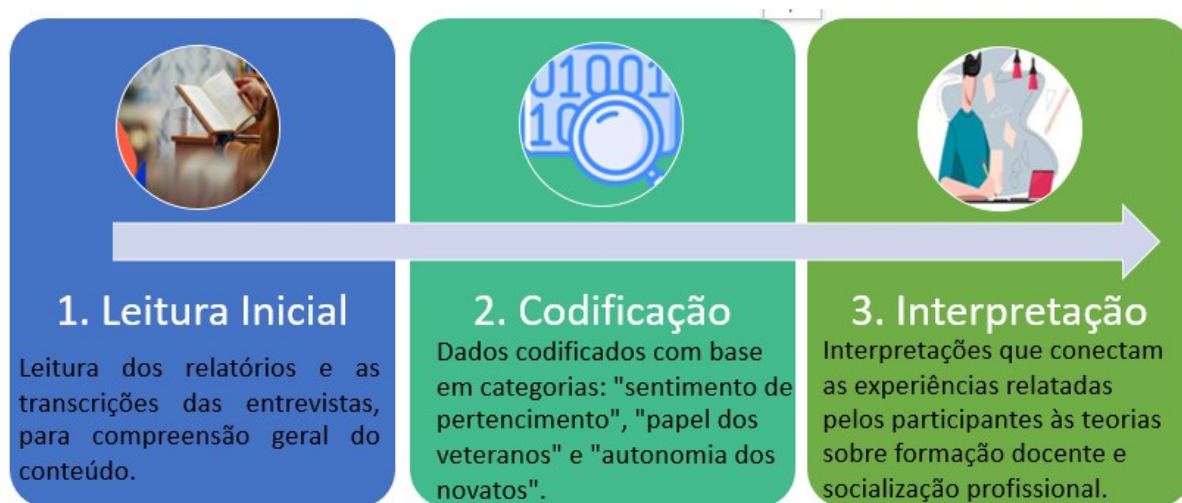 1. Leitura Inicial
Leitura dos relatórios e as
transcrições das entrevistas,
para compreensão geral do
conteúdo.
01001
10
2. Codificação
Dados codificados com base
em categorias: "sentimento de
pertencimento", "papel dos
veteranos" e "autonomia dos
novatos".
3. Interpretação
Interpretações que conectam
as experiências relatadas
pelos participantes às teorias
sobre formação docente e
socialização profissional.